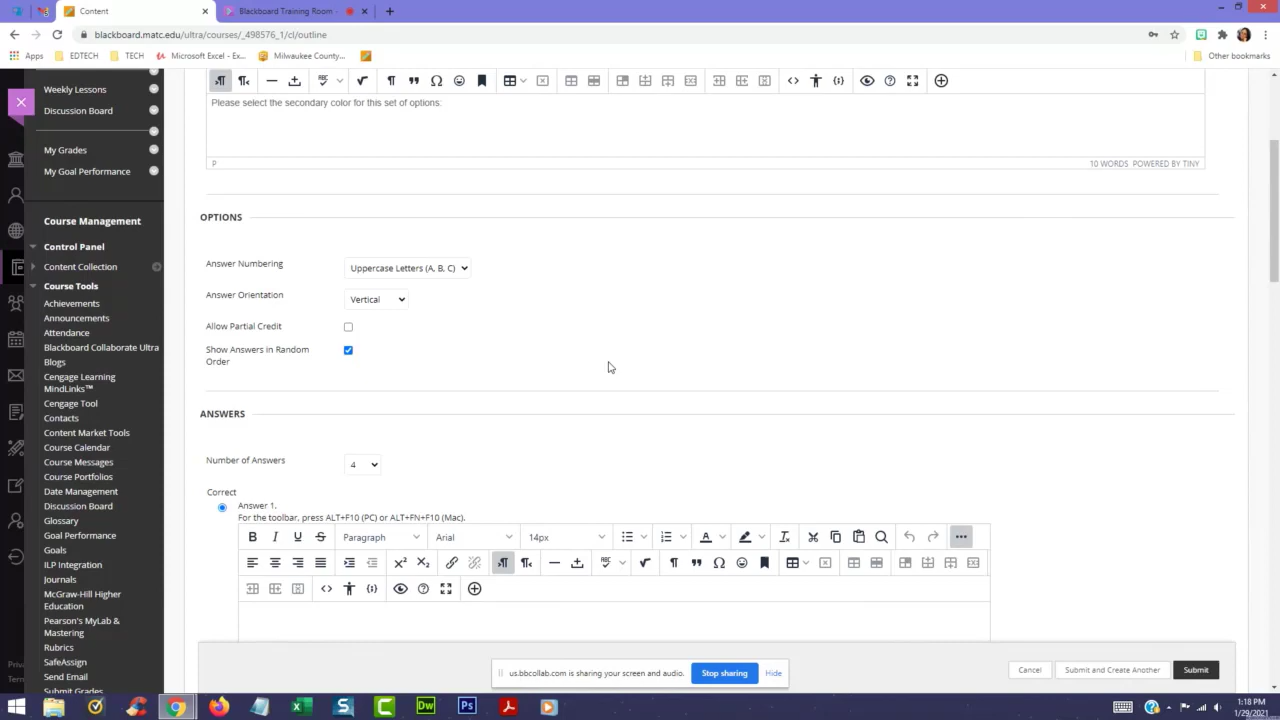 Content
Blackboard Training Room
blackboard.matc.edu/ultra/courses/_498576_1/cl/outline
Apps
EDTECH
TECH
Microsoft Excel - Ex...
Milwaukee County...
Other bookmarks
Weekly Lessons
Discussion Board
My Grades
My Goal Performance
Course Management
Control Panel
Content Collection
Course Tools
Achievements
Announcements
Attendance
Blackboard Collaborate Ultra
Blogs
Cengage Learning
MindLinks™
Cengage Tool
Contacts
Content Market Tools
Course Calendar
Course Messages
Course Portfolios
Date Management
Discussion Board
Glossary
Goal Performance
Goals
ILP Integration
Journals
McGraw-Hill Higher
Education
Pearson's MyLab &
Mastering
Rubrics
SafeAssign
Send Email
Submit Grades
Please select the secondary color for this set of options:
P
10 WORDS POWERED BY TINY
OPTIONS
Answer Numbering
Uppercase Letters (A, B, C)
Answer Orientation
Vertical
Allow Partial Credit
Show Answers in Random
Order
ANSWERS
Number of Answers
4
Correct
Answer 1.
For the toolbar, press ALT+F10 (PC) or ALT+FN+F10 (Mac).
Paragraph
Arial
14px
us.bbcollab.com is sharing your screen and audio.
Stop sharing
Hide
Cancel
Submit and Create Another
Submit
1:18 PM
1/29/2021